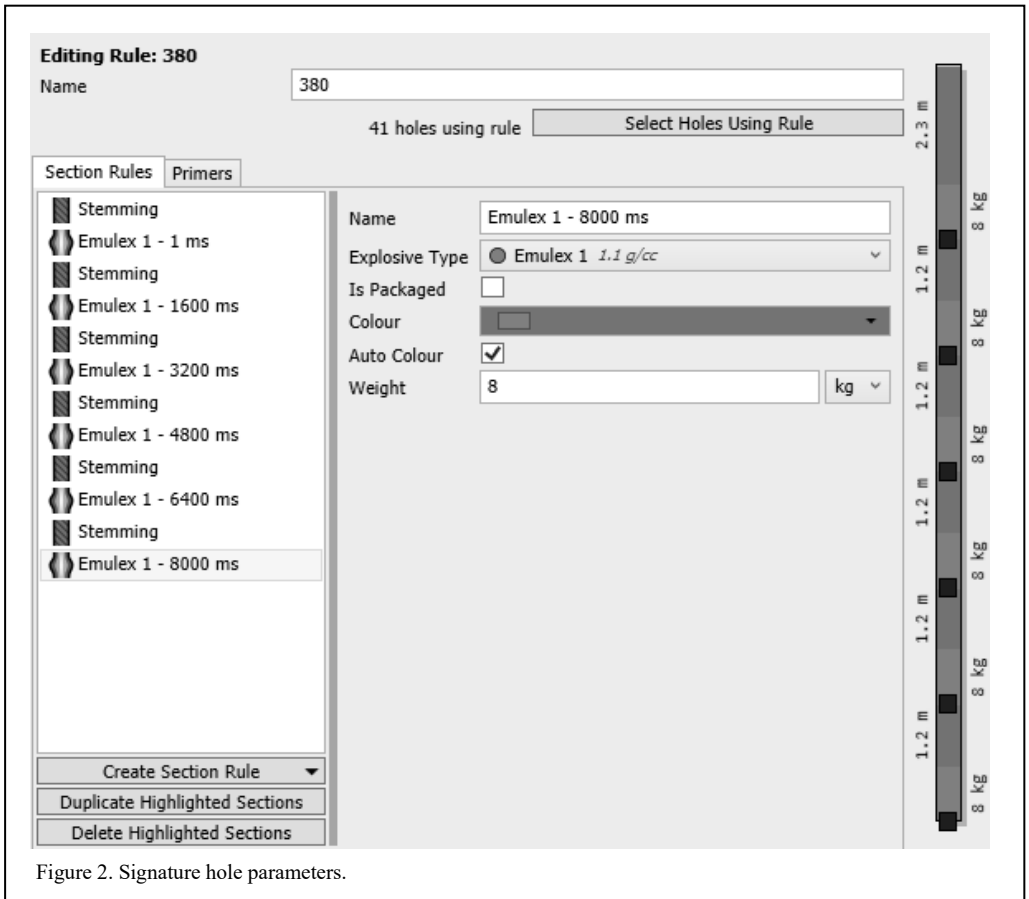 Editing Rule: 380
Name 380
41 holes using rule Select Holes Using Rule
Section Rules Primers
Stemming
Emulex 1 - 1 ms
Stemming
Emulex 1 - 1600 ms
Stemming
Emulex 1 - 3200 ms
Stemming
Emulex 1 - 4800 ms
Stemming
Emulex 1 - 6400 ms
Stemming
Emulex 1 - 8000 ms
Create Section Rule
Duplicate Highlighted Sections
Delete Highlighted Sections
Name Emulex 1 - 8000 ms
Explosive Type Emulex 1 1.1 g/cc
Is Packaged
Colour
Auto Colour
Weight 8 kg
2.3 m
8 kg
1.2 m
8 kg
1.2 m
8 kg
1.2 m
8 kg
1.2 m
8 kg
1.2 m
8 kg
Figure 2. Signature hole parameters.